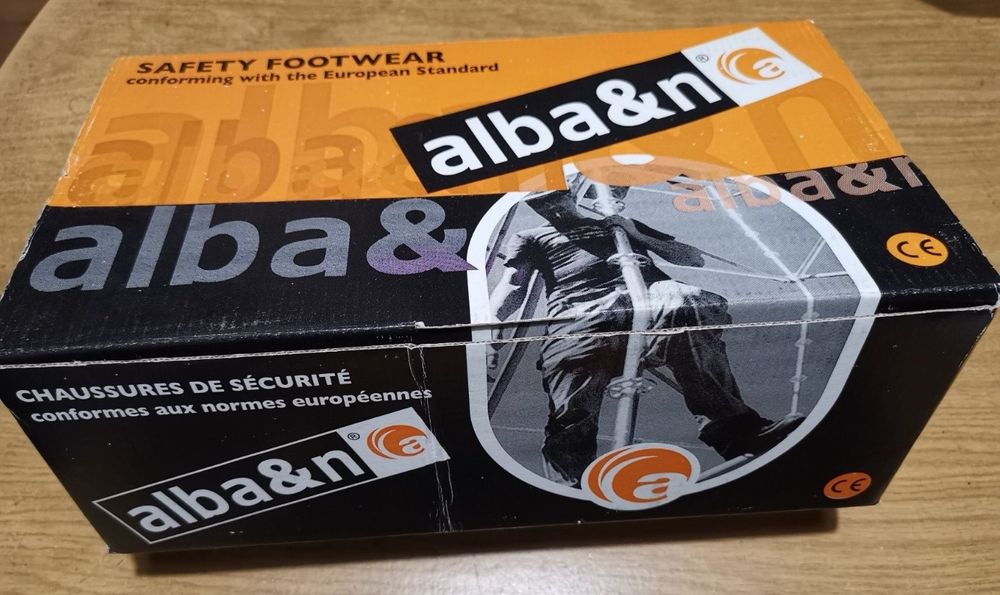 SAFETY FOOTWEAR
conforming with the European Standard
alba&n®
a
alba&n
alba&n
alba&
alba&n
CE
CHAUSSURES DE SÉCURITÉ
conformes aux normes européennes
alba&n®
a
a
CE